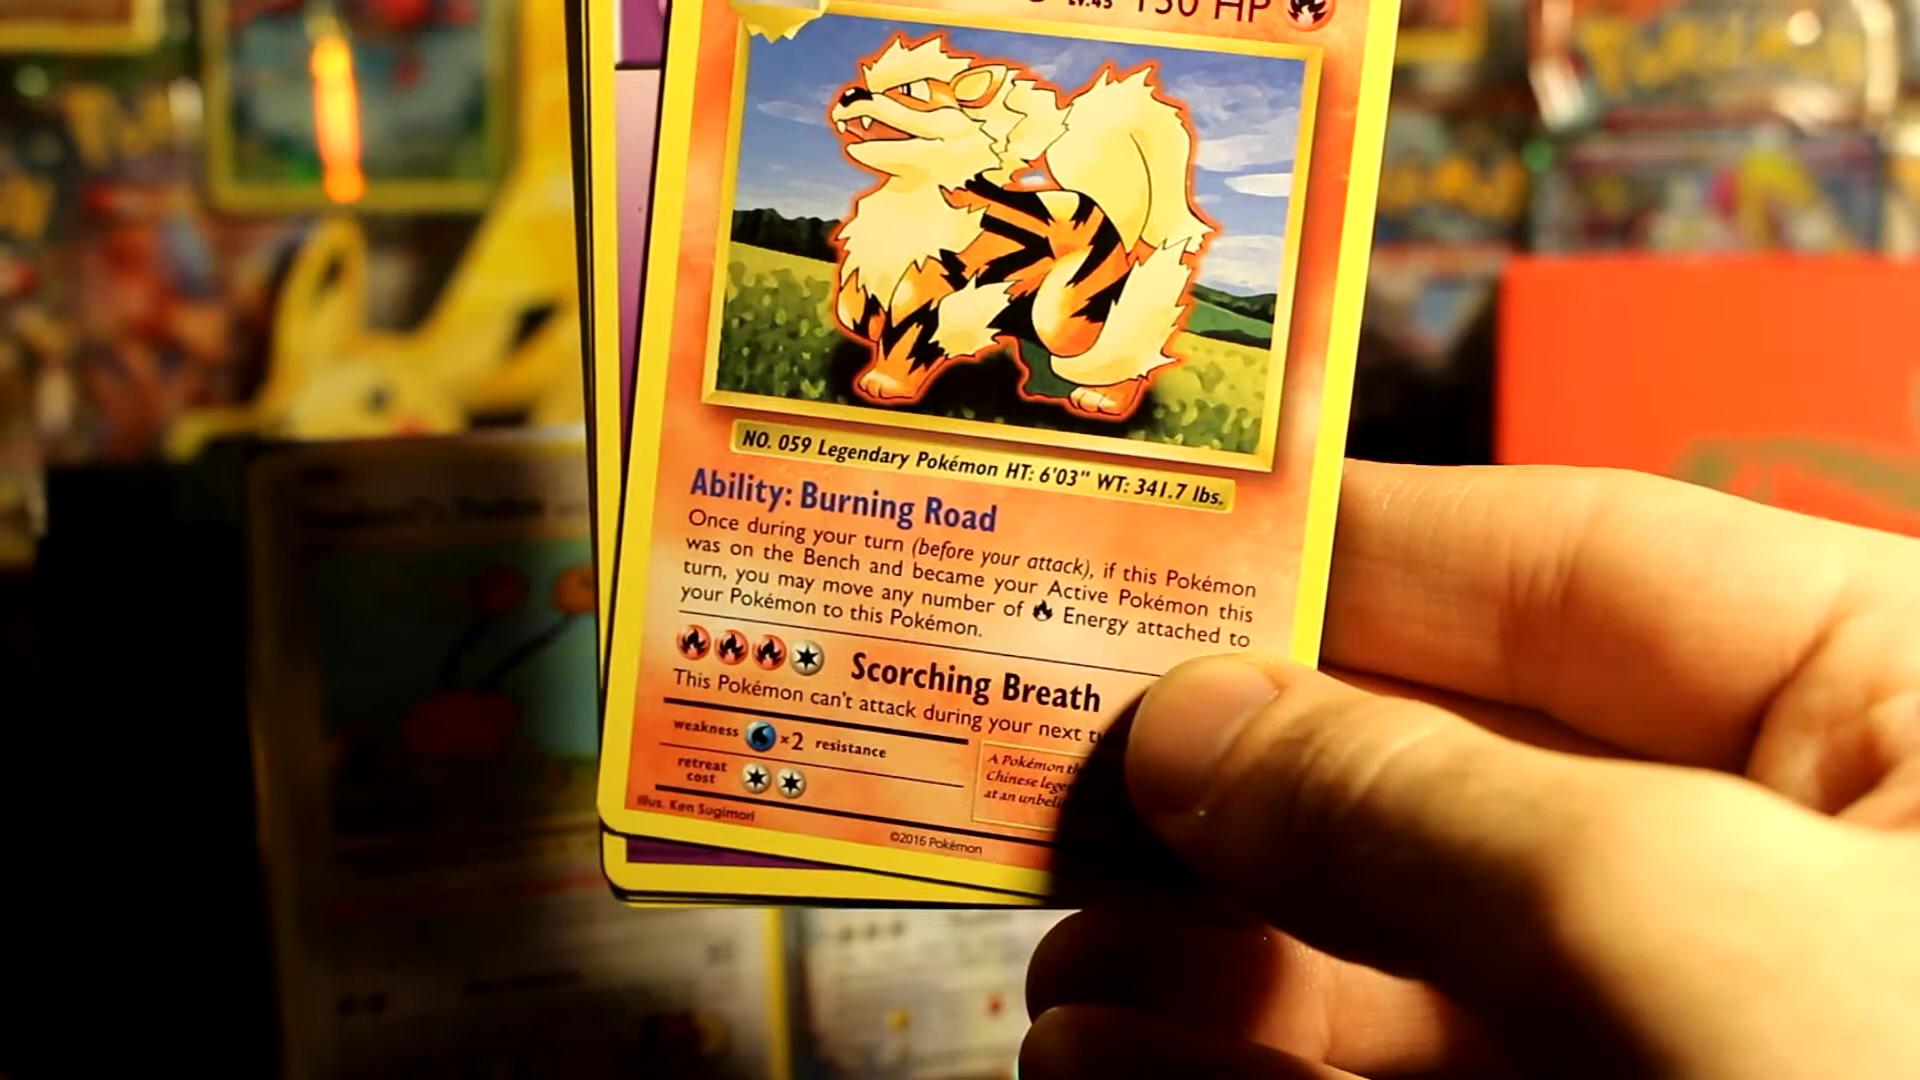 LV.45 130 HP
NO. 059 Legendary Pokémon HT: 6'03" WT: 341.7 lbs.
Ability: Burning Road
Once during your turn (before your attack), if this Pokémon
was on the Bench and became your Active Pokémon this
turn, you may move any number of Energy attached to
your Pokémon to this Pokémon.
Scorching Breath
This Pokémon can't attack during your next
weakness ×2 resistance
retreat
cost
A Pokémon
Chinese
at an
Illus. Ken Sugimori
©2016 Pokémon